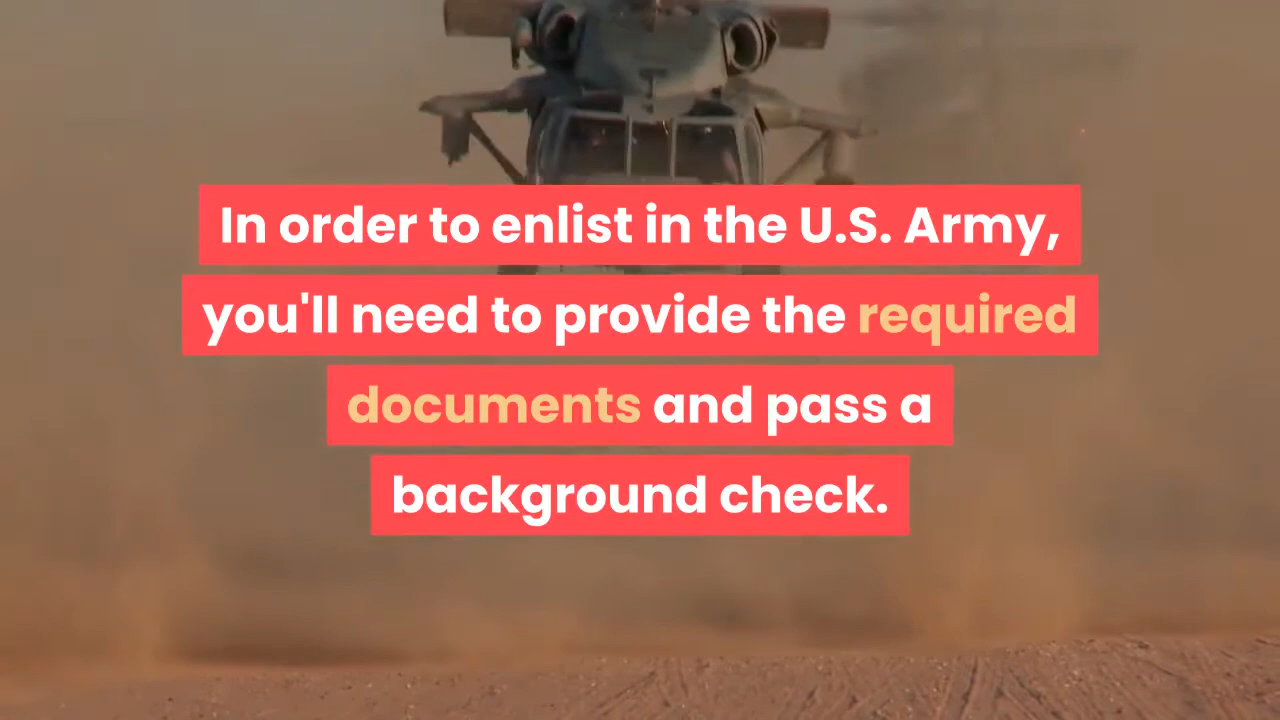 In order to enlist in the U.S. Army,
you'll need to provide the required
documents and pass a
background check.